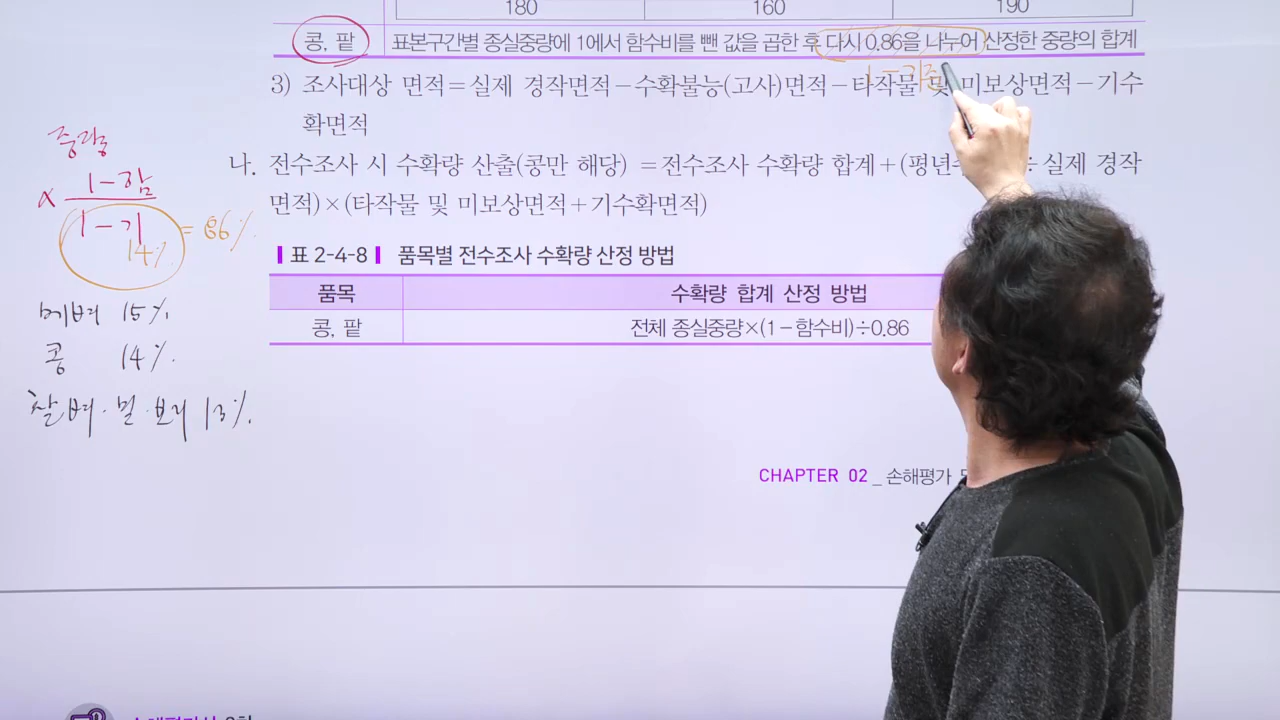 180 160 190
콩, 팥 표본구간별 종실중량에 1에서 함수비를 뺀 값을 곱한 후 다시 0.86을 나누어 산정한 중량의 합계
1-기준
3) 조사대상 면적=실제 경작면적-수확불능(고사)면적-타작물 및 미보상면적-기수
확면적
중량
× 1-함
1-기
14%
=86%
나. 전수조사 시 수확량 산출(콩만 해당) =전수조사 수확량 합계+(평년 : 실제 경작
면적)×(타작물 및 미보상면적+기수확면적)
표 2-4-8 품목별 전수조사 수확량 산정 방법
품목 수확량 합계 산정 방법
콩, 팥 전체 종실중량×(1-함수비)÷0.86
메벼 15%
콩 14%.
찰벼·밀·보리 13%.
CHAPTER 02_손해평가